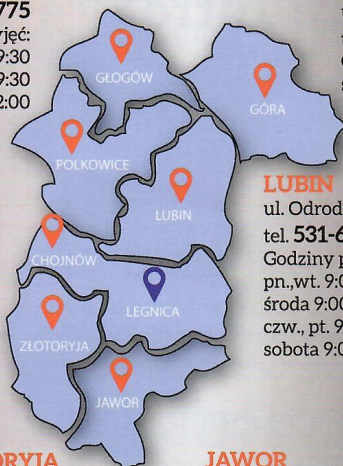 775
jęć:
9:30
9:30
2:00
GŁOGÓW
GÓRA
POLKOWICE
LUBIN
CHOJNÓW
LEGNICA
ZŁOTORYJA
JAWOR
LUBIN
ul. Odrod
tel. 531-6
Godziny p
pn.,wt. 9:0
środa 9:00
czw., pt. 9
sobota 9:0
ORYJA
JAWOR